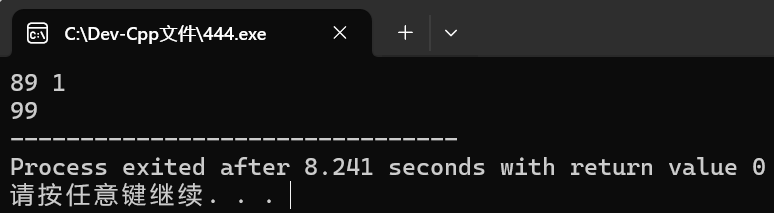 C:\Dev-Cpp文件\444.exe
89 1
99
--------------------------------
Process exited after 8.241 seconds with return value 0
请按任意键继续. . .